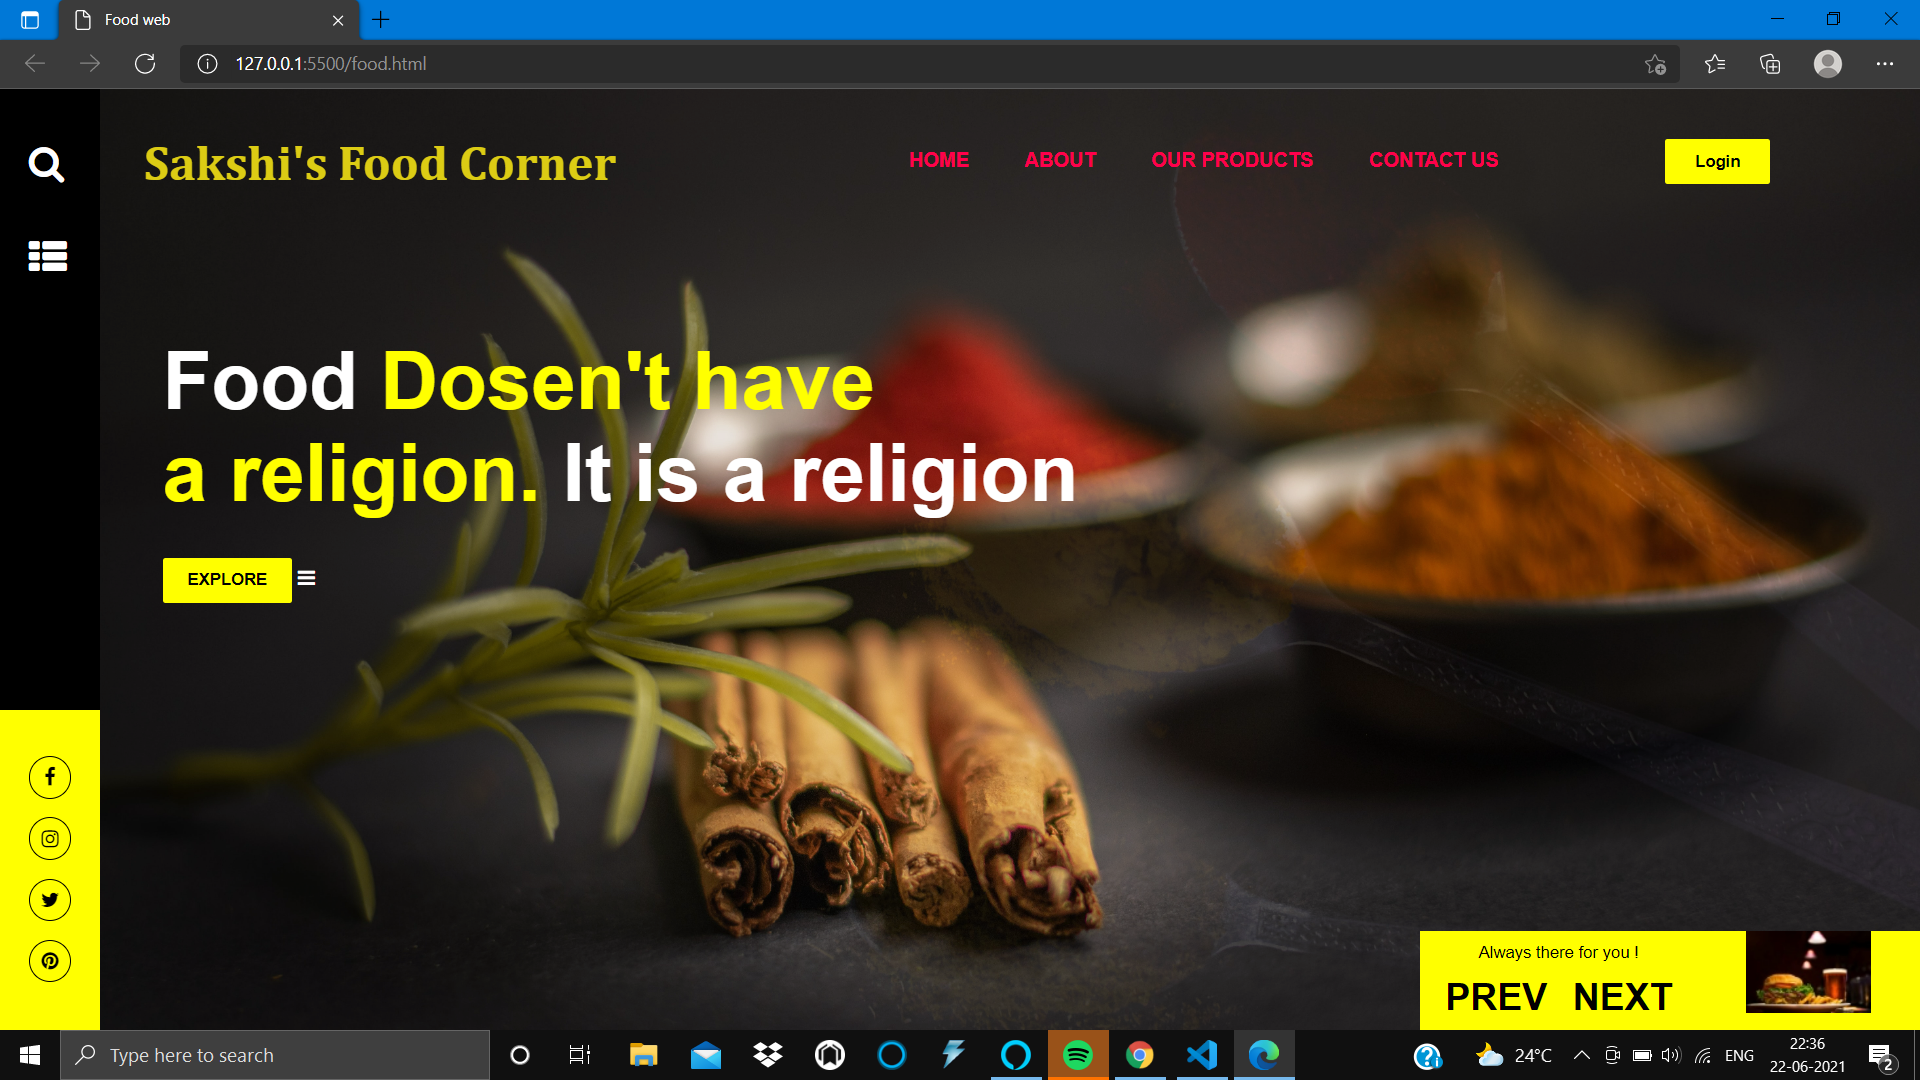 Food web
127.0.0.1:5500/food.html
Sakshi's Food Corner
HOME ABOUT OUR PRODUCTS CONTACT US
Login
Food Dosen't have
a religion. It is a religion
EXPLORE
Always there for you !
PREV NEXT
Type here to search
24°C
ENG
22:36
22-06-2021
2